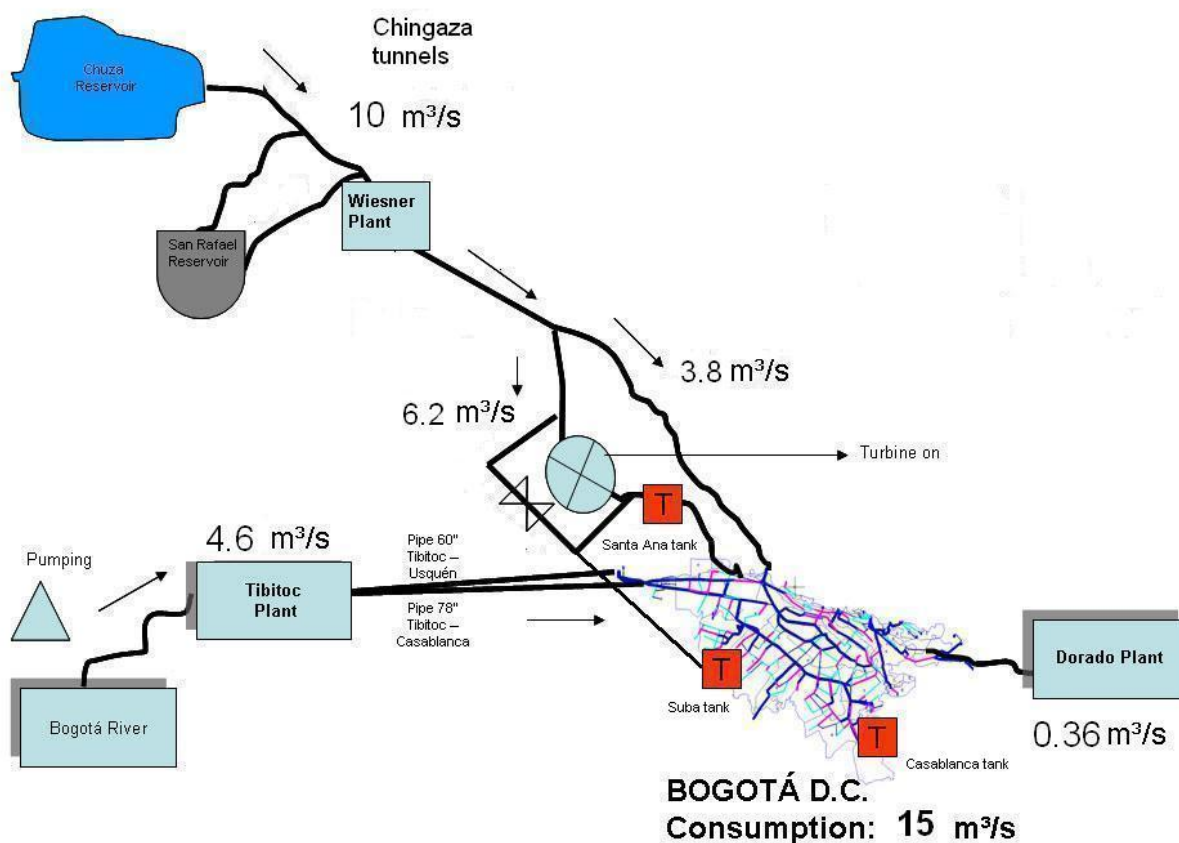 Chingaza
tunnels
Chuza
Reservoir
10 m³/s
Wiesner
Plant
San Rafael
Reservoir
3.8 m³/s
6.2 m³/s
Turbine on
T
Santa Ana tank
4.6 m³/s
Pipe 60"
Tibitoc –
Usquén
Pumping
Tibitoc
Plant
Pipe 78"
Tibitoc –
Casablanca
T
Suba tank
Dorado Plant
Bogotá River
0.36 m³/s
T
Casablanca tank
BOGOTÁ D.C.
Consumption: 15 m³/s